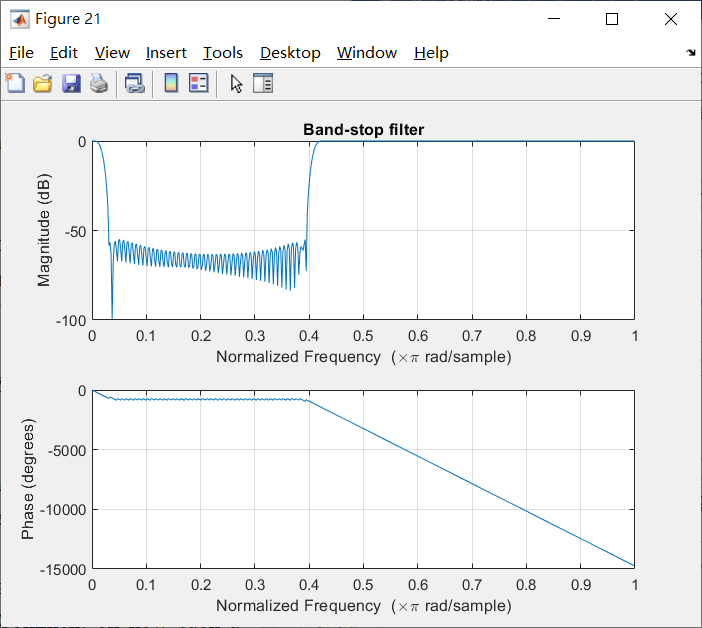 Figure 21
File Edit View Insert Tools Desktop Window Help
Band-stop filter
Magnitude (dB)
0
-50
-100
0 0.1 0.2 0.3 0.4 0.5 0.6 0.7 0.8 0.9 1
Normalized Frequency (×π rad/sample)
Phase (degrees)
0
-5000
-10000
-15000
0 0.1 0.2 0.3 0.4 0.5 0.6 0.7 0.8 0.9 1
Normalized Frequency (×π rad/sample)